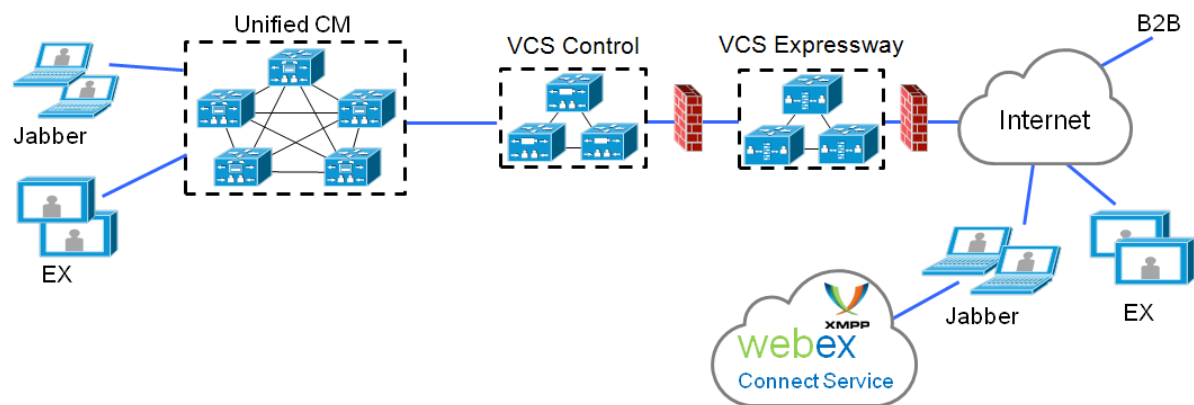 Unified CM
VCS Control
VCS Expressway
B2B
Jabber
Internet
EX
Jabber
EX
XMPP
webex
Connect Service